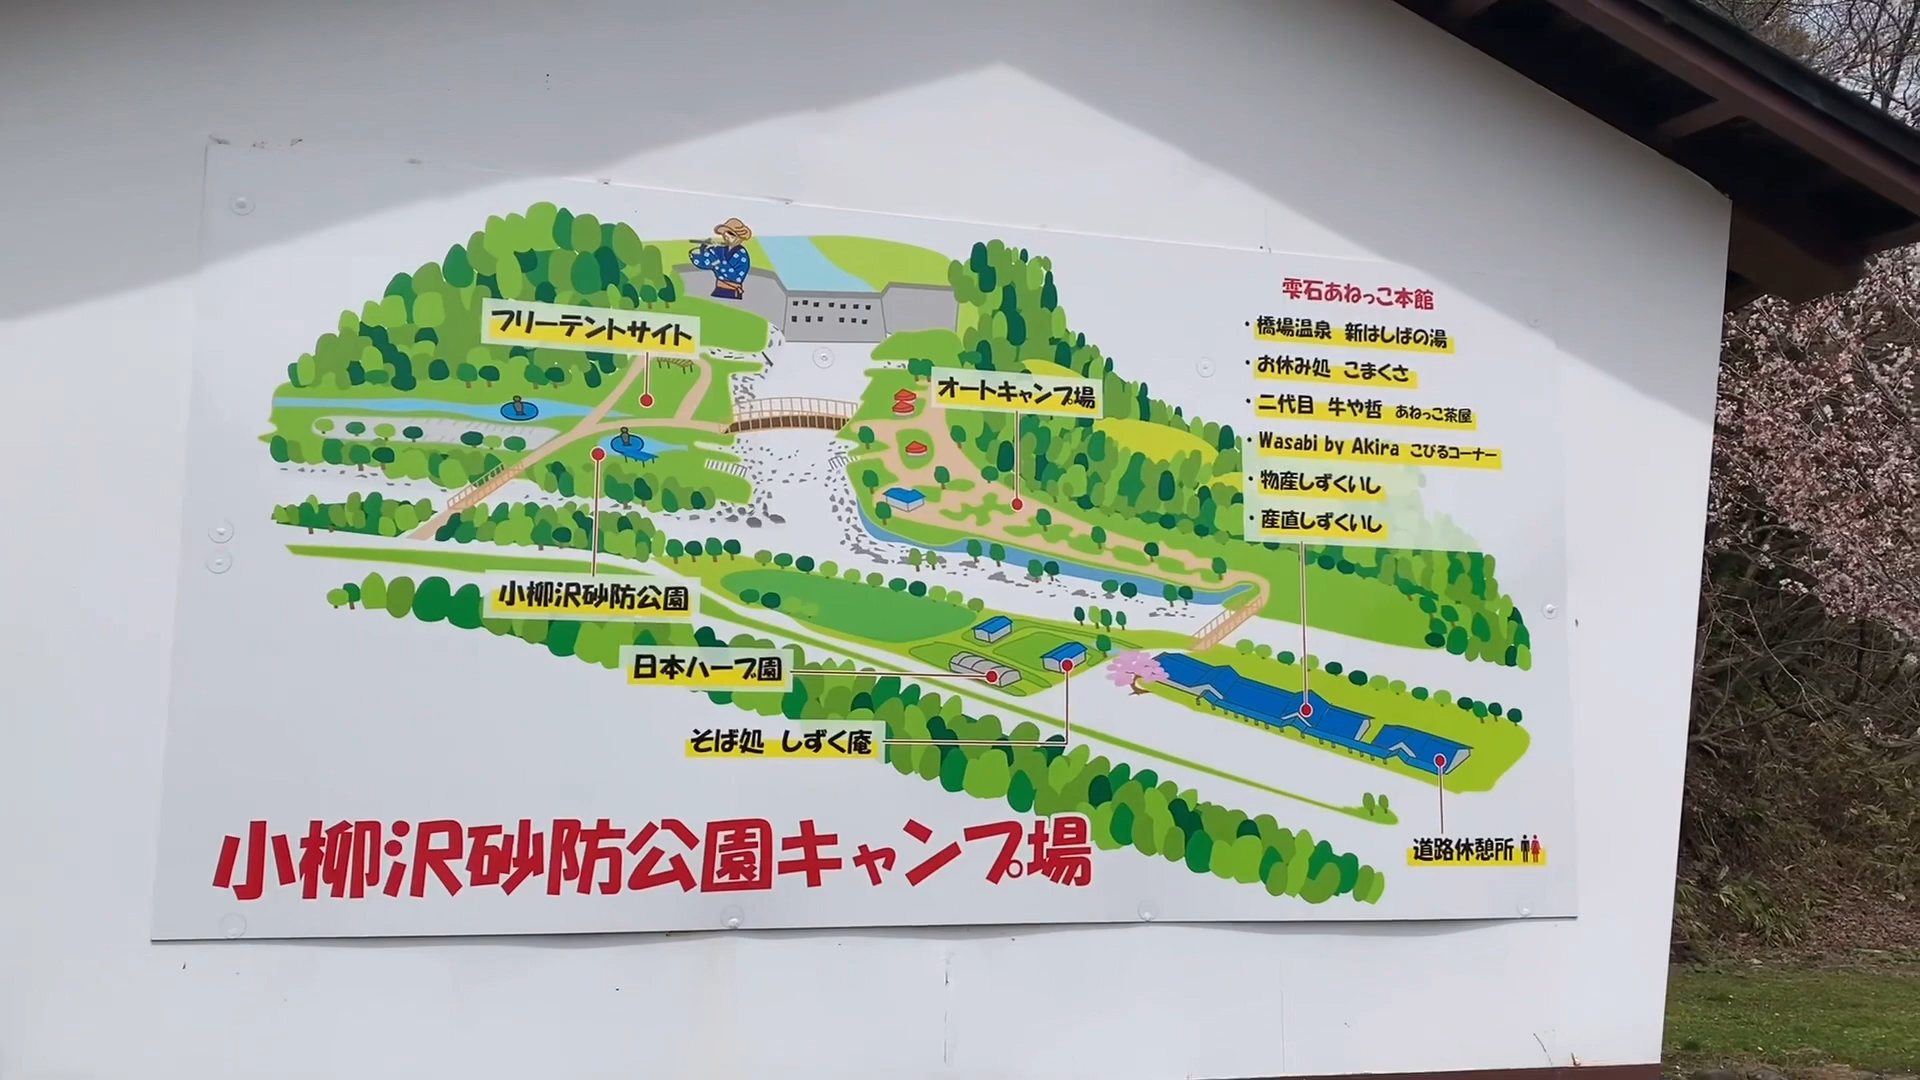 フリーテントサイト
オートキャンプ場
雫石あねっこ本館
・橋場温泉 新はしばの湯
・お休み処 こまくさ
・二代目 牛や哲 あねっこ茶屋
・Wasabi by Akira こびるコーナー
・物産しずくいし
・産直しずくいし
小柳沢砂防公園
日本ハーブ園
そば処 しずく庵
道路休憩所
小柳沢砂防公園キャンプ場